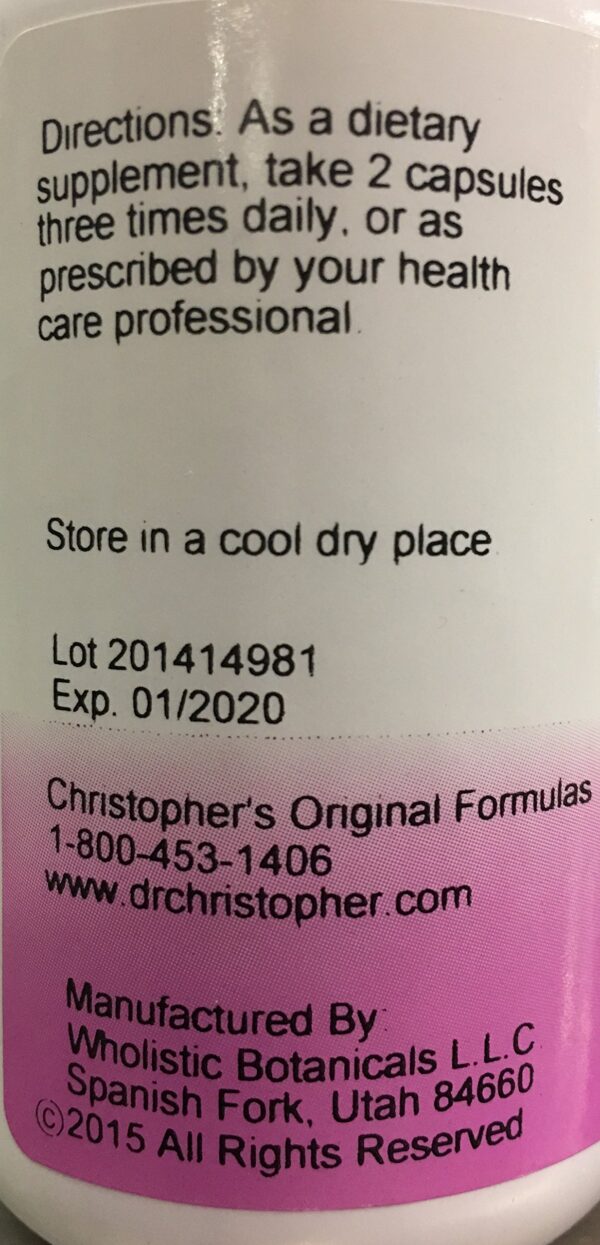 Directions: As a dietary
supplement, take 2 capsules
three times daily, or as
prescribed by your health
care professional.
Store in a cool dry place
Lot 201414981
Exp. 01/2020
Christopher's Original Formulas
1-800-453-1406
www.drchristopher.com
Manufactured By:
Wholistic Botanicals L.L.C.
Spanish Fork, Utah 84660
©2015 All Rights Reserved